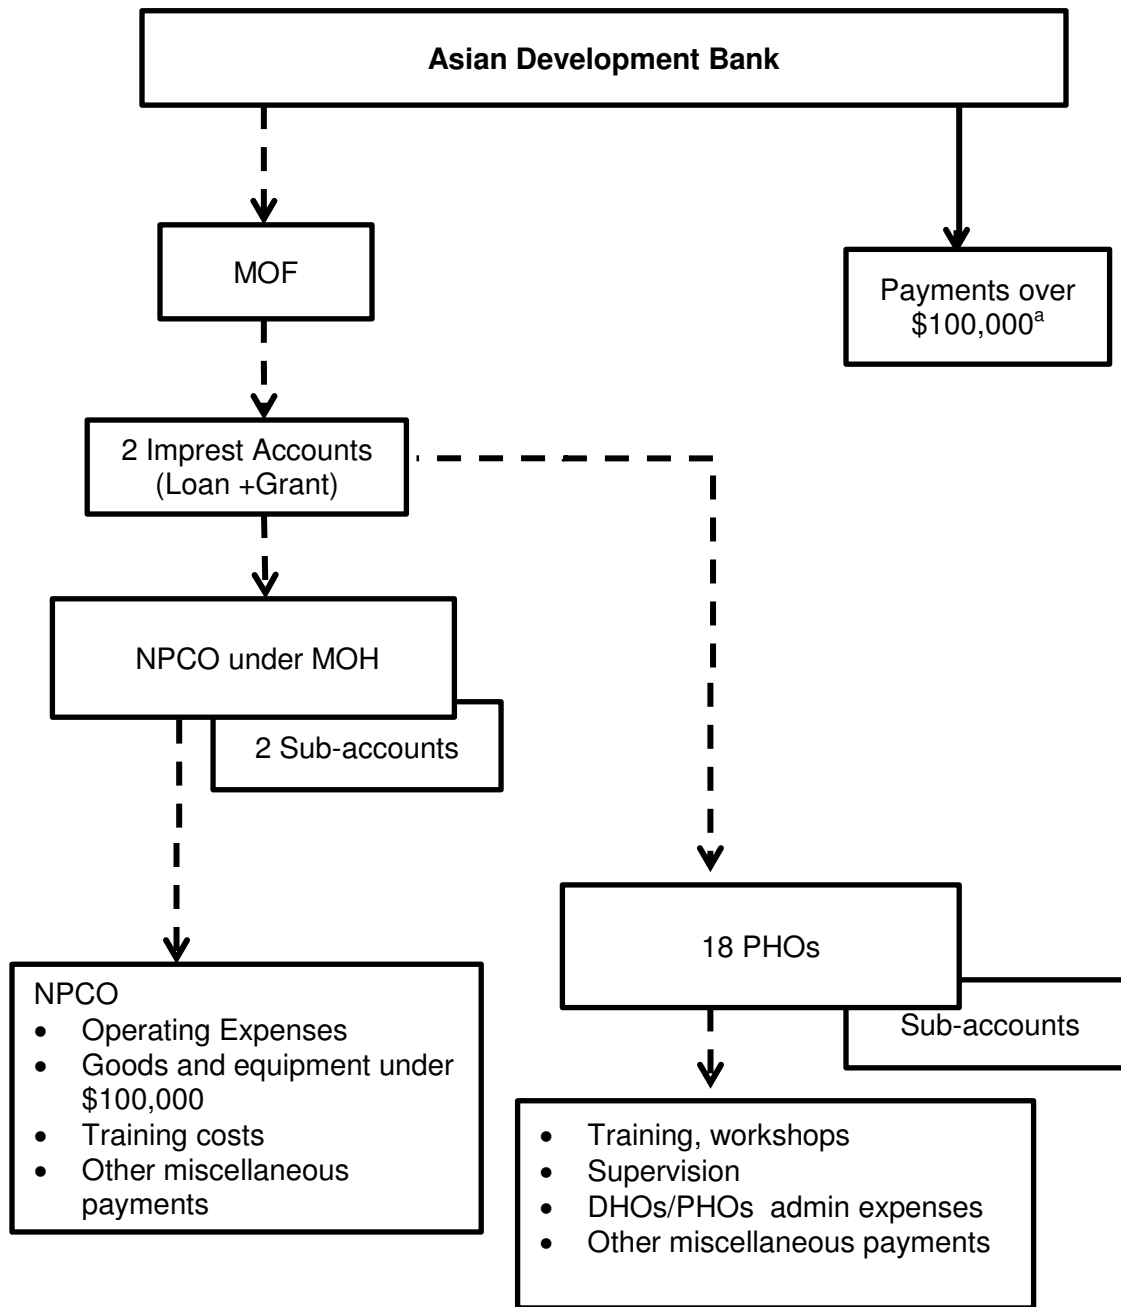 Asian Development Bank
MOF
Payments over
$100,000ª
2 Imprest Accounts
(Loan +Grant)
NPCO under MOH
2 Sub-accounts
18 PHOs
Sub-accounts
NPCO
• Operating Expenses
• Goods and equipment under
$100,000
• Training costs
• Other miscellaneous
payments
• Training, workshops
• Supervision
• DHOs/PHOs admin expenses
• Other miscellaneous payments